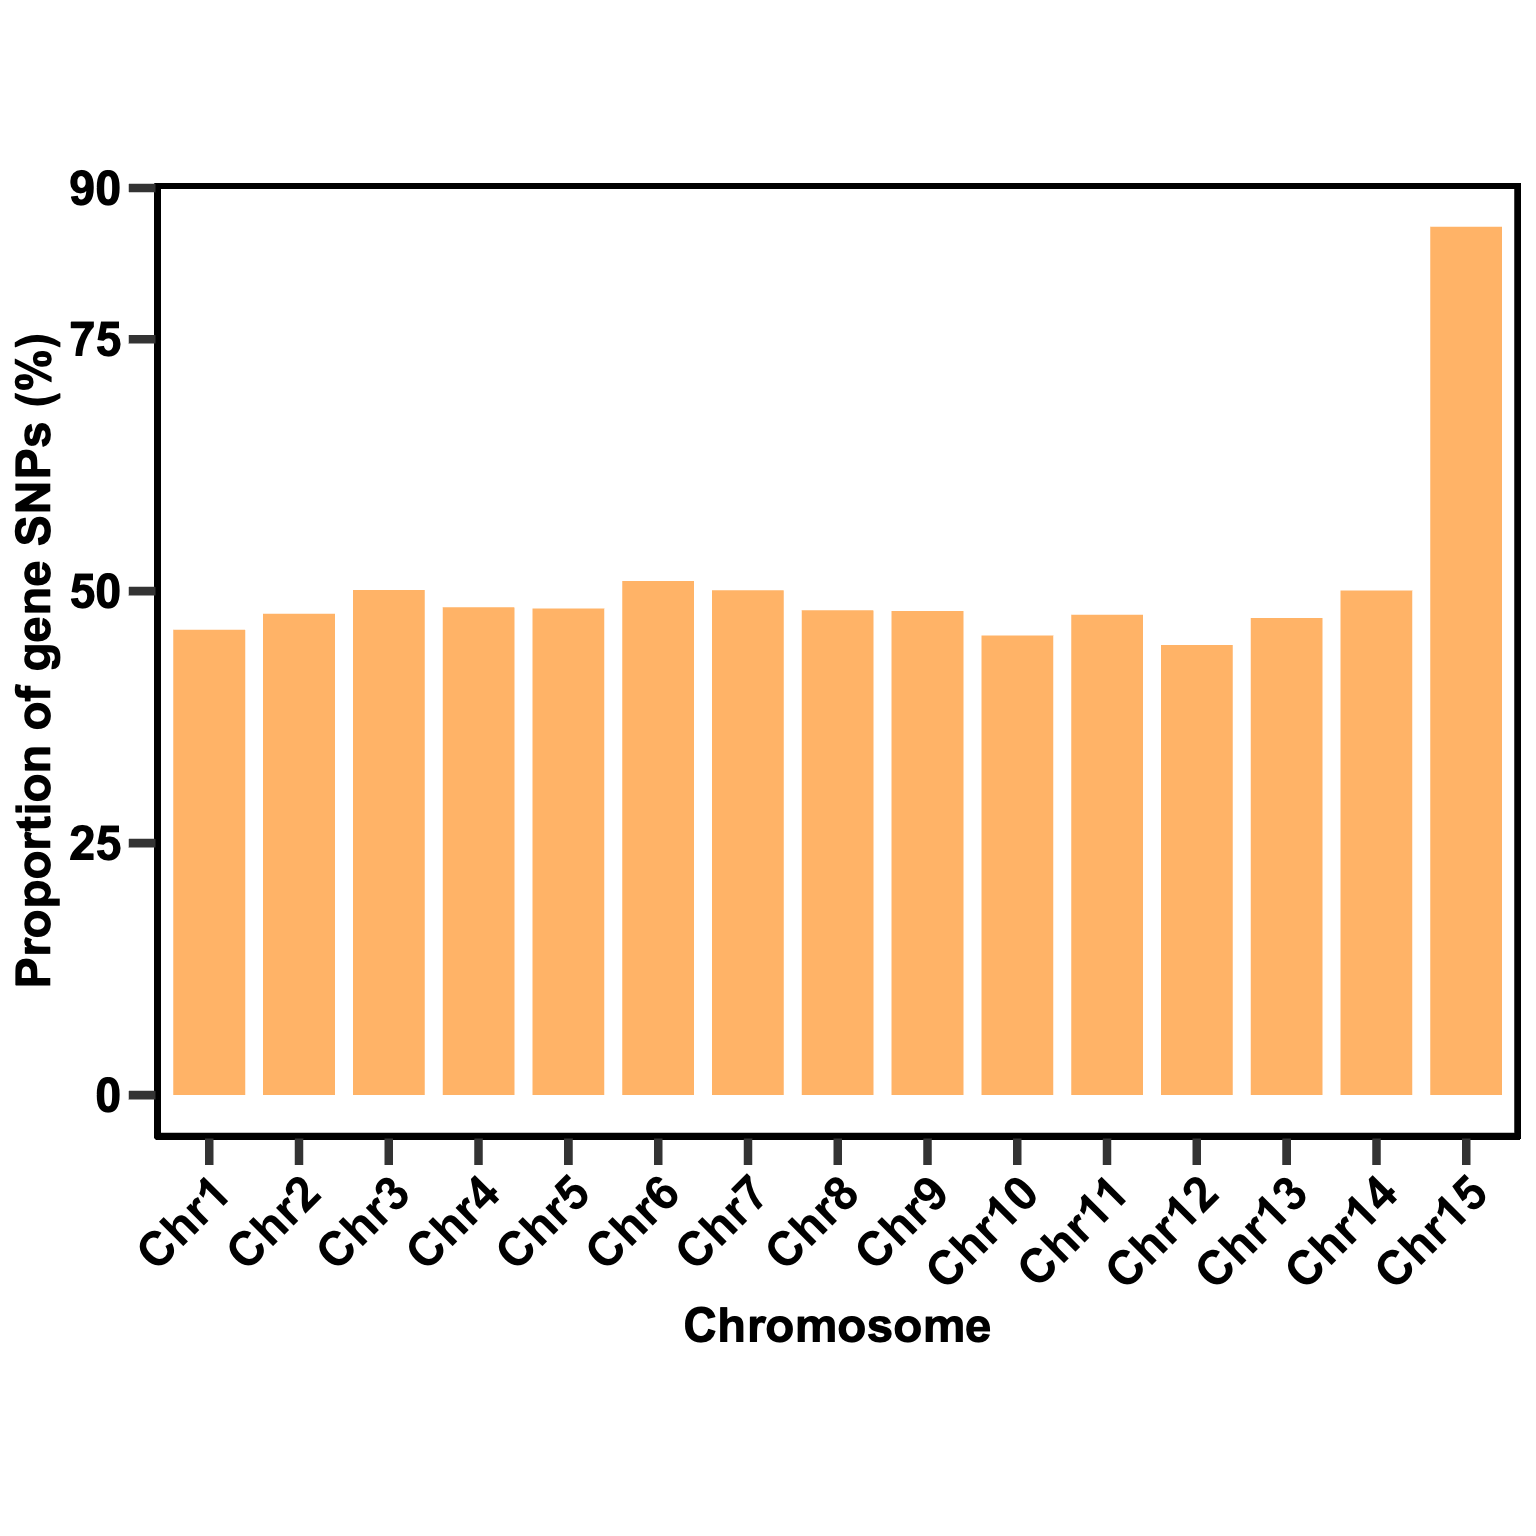 90
75
50
25
0
Proportion of gene SNPs (%)
Chr1
Chr2
Chr3
Chr4
Chr5
Chr6
Chr7
Chr8
Chr9
Chr10
Chr11
Chr12
Chr13
Chr14
Chr15
Chromosome